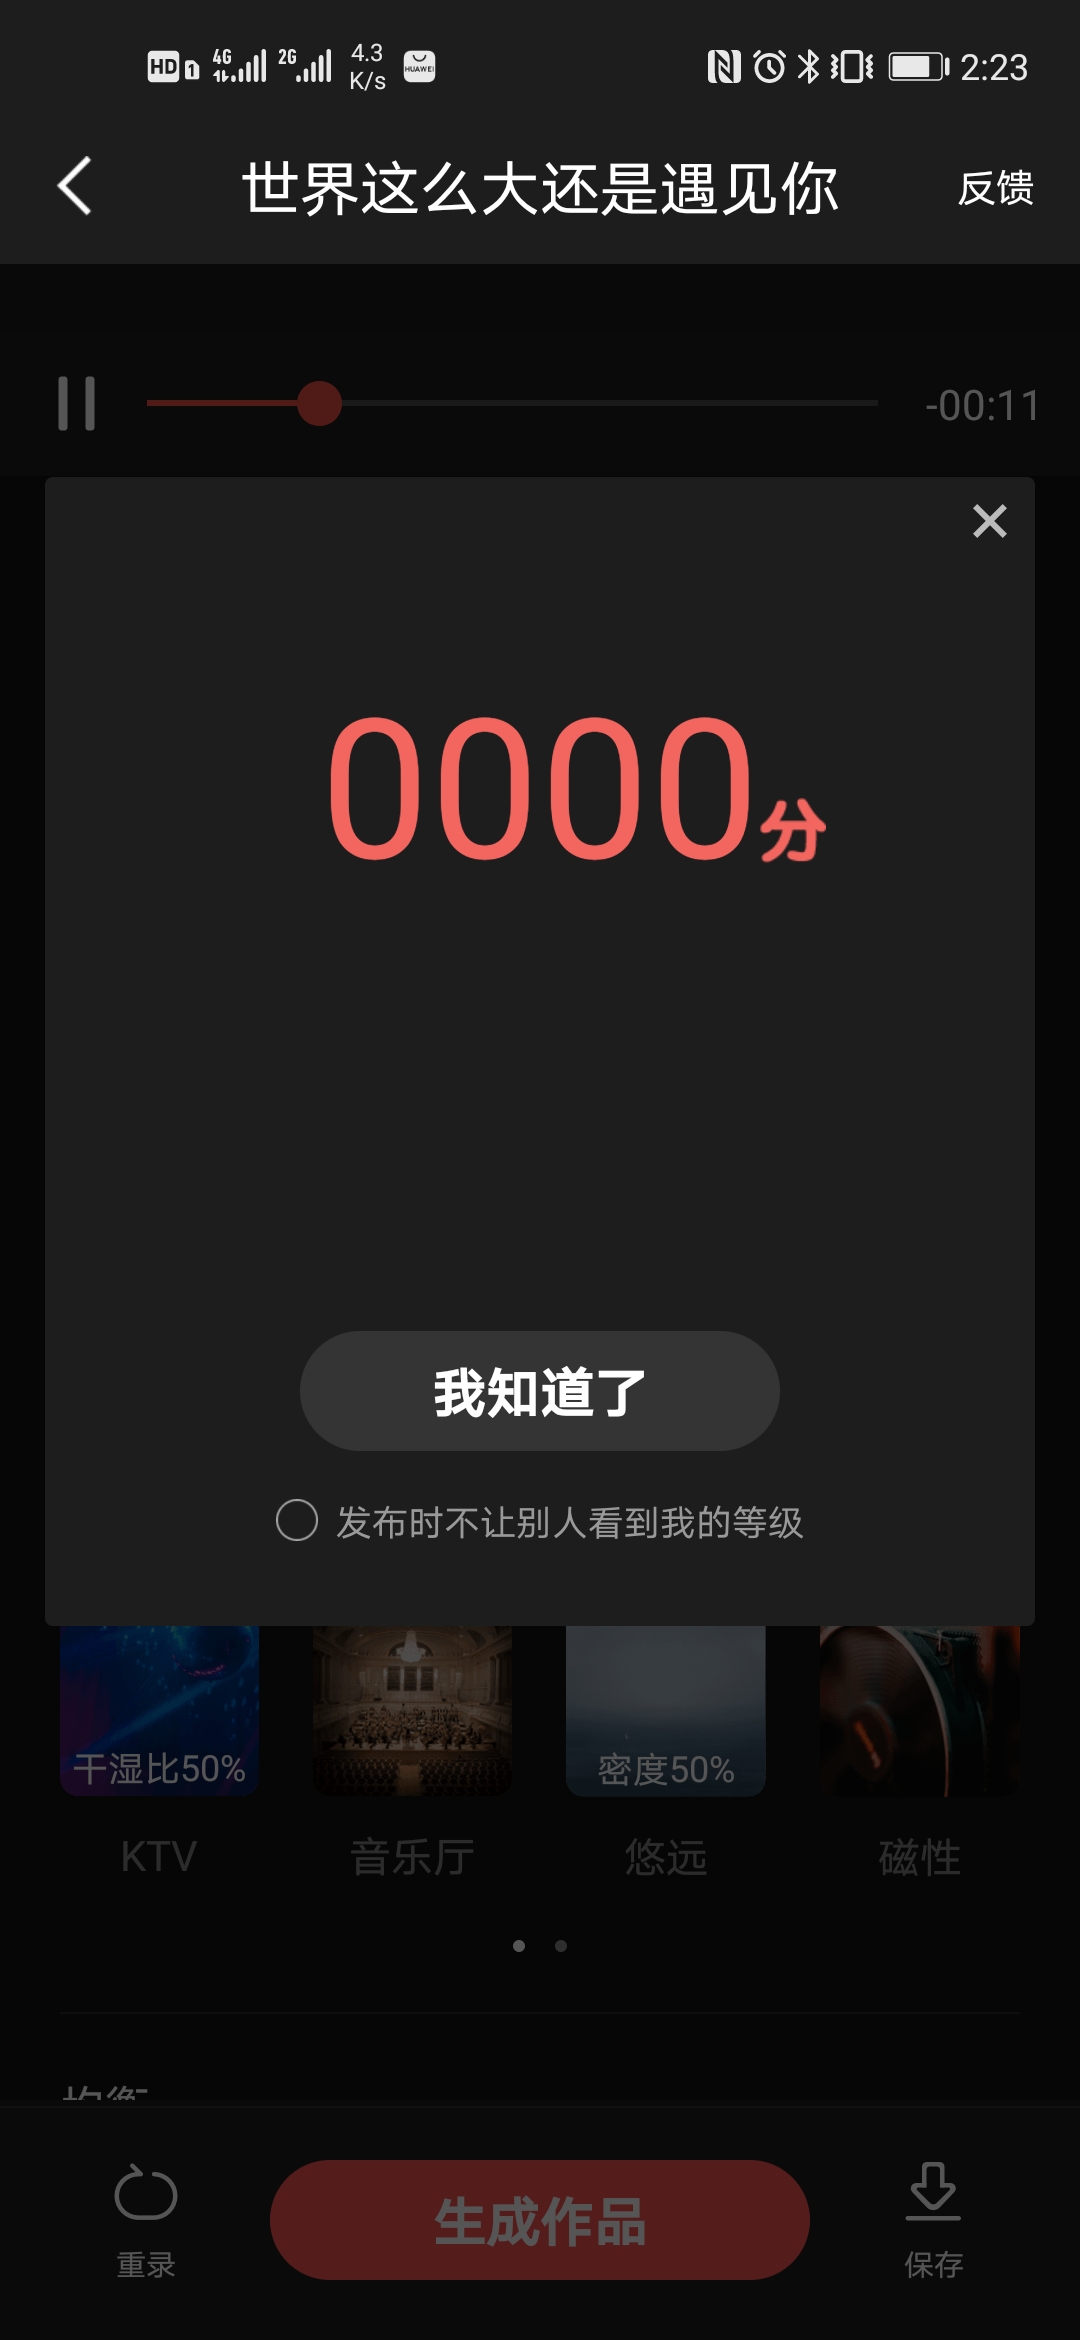 HD 1 4G 2G 4.3 K/s HUAWEI 2:23
世界这么大还是遇见你 反馈
-00:11
0000分
我知道了
发布时不让别人看到我的等级
干湿比50% 密度50%
KTV 音乐厅 悠远 磁性
均衡
生成作品
重录 保存